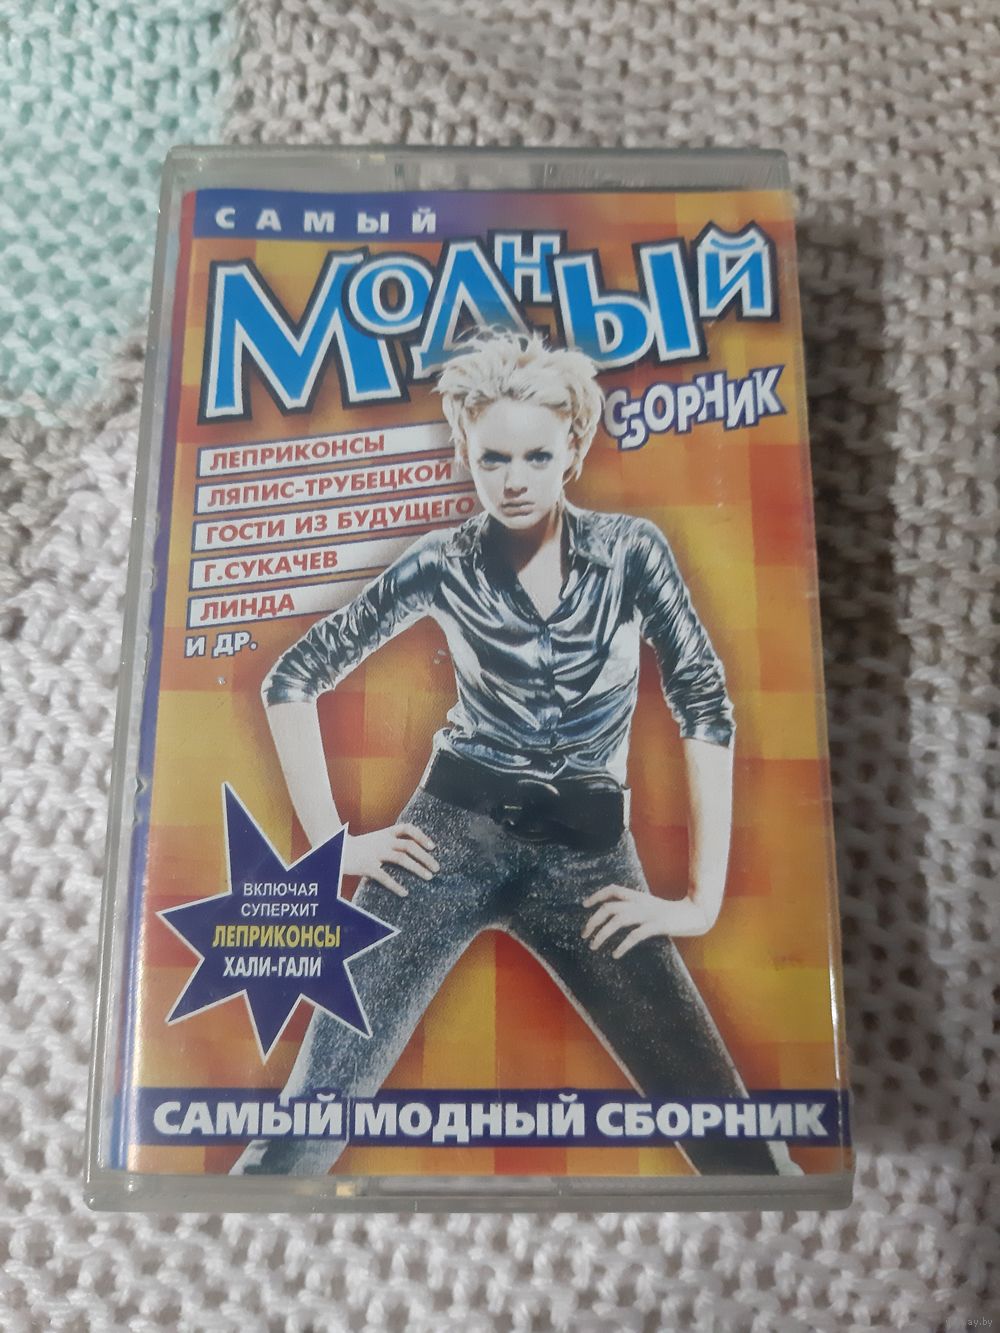 САМЫЙ
МОДНЫЙ
СБОРНИК
ЛЕПРИКОНСЫ
ЛЯПИС-ТРУБЕЦКОЙ
ГОСТИ ИЗ БУДУЩЕГО
Г.СУКАЧЕВ
ЛИНДА
И ДР.
ВКЛЮЧАЯ
СУПЕРХИТ
ЛЕПРИКОНСЫ
ХАЛИ-ГАЛИ
САМЫЙ МОДНЫЙ СБОРНИК